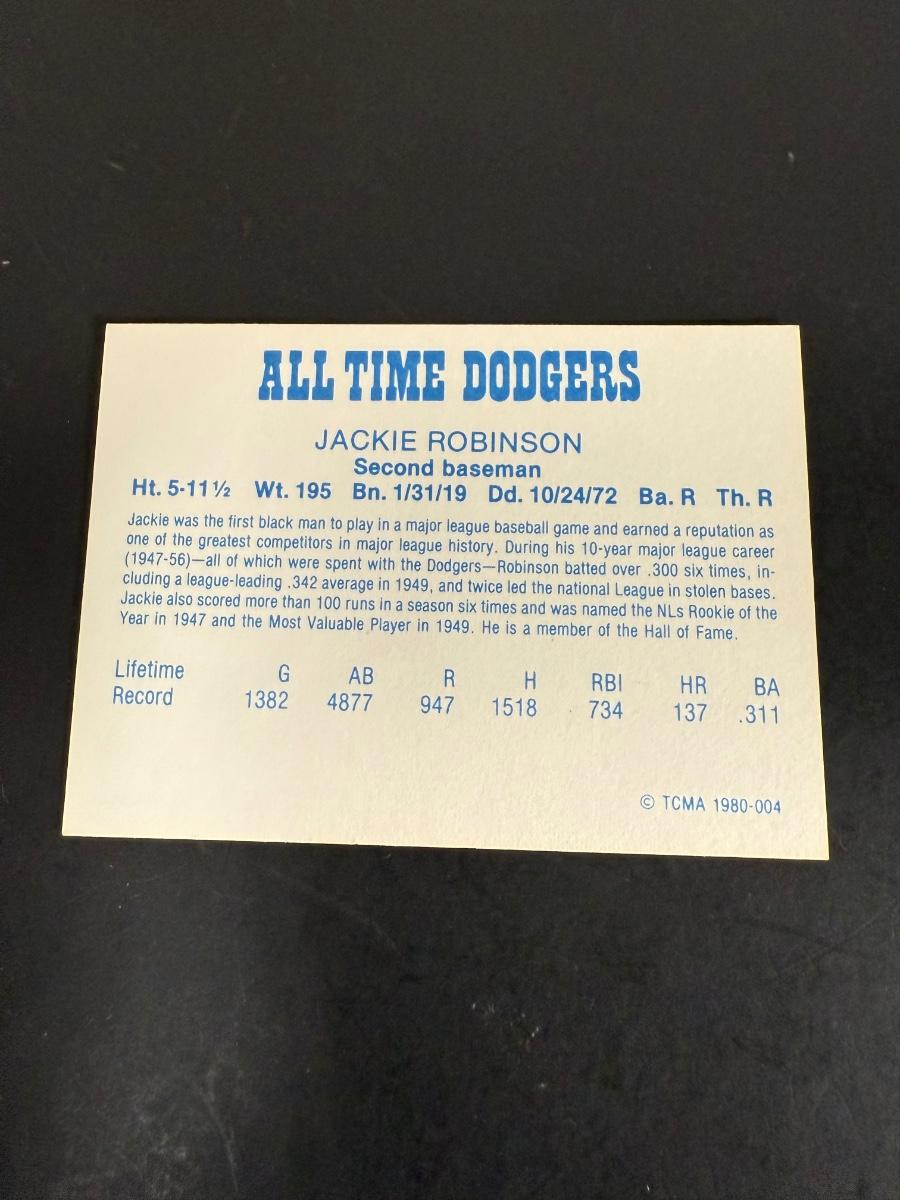 ALL TIME DODGERS
JACKIE ROBINSON
Second baseman
Ht. 5-11½ Wt. 195 Bn. 1/31/19 Dd. 10/24/72 Ba. R Th. R
Jackie was the first black man to play in a major league baseball game and earned a reputation as
one of the greatest competitors in major league history. During his 10-year major league career
(1947-56)—all of which were spent with the Dodgers—Robinson batted over .300 six times, in-
cluding a league-leading .342 average in 1949, and twice led the national League in stolen bases.
Jackie also scored more than 100 runs in a season six times and was named the NLs Rookie of the
Year in 1947 and the Most Valuable Player in 1949. He is a member of the Hall of Fame.
Lifetime G AB R H RBI HR BA
Record 1382 4877 947 1518 734 137 .311
© TCMA 1980-004